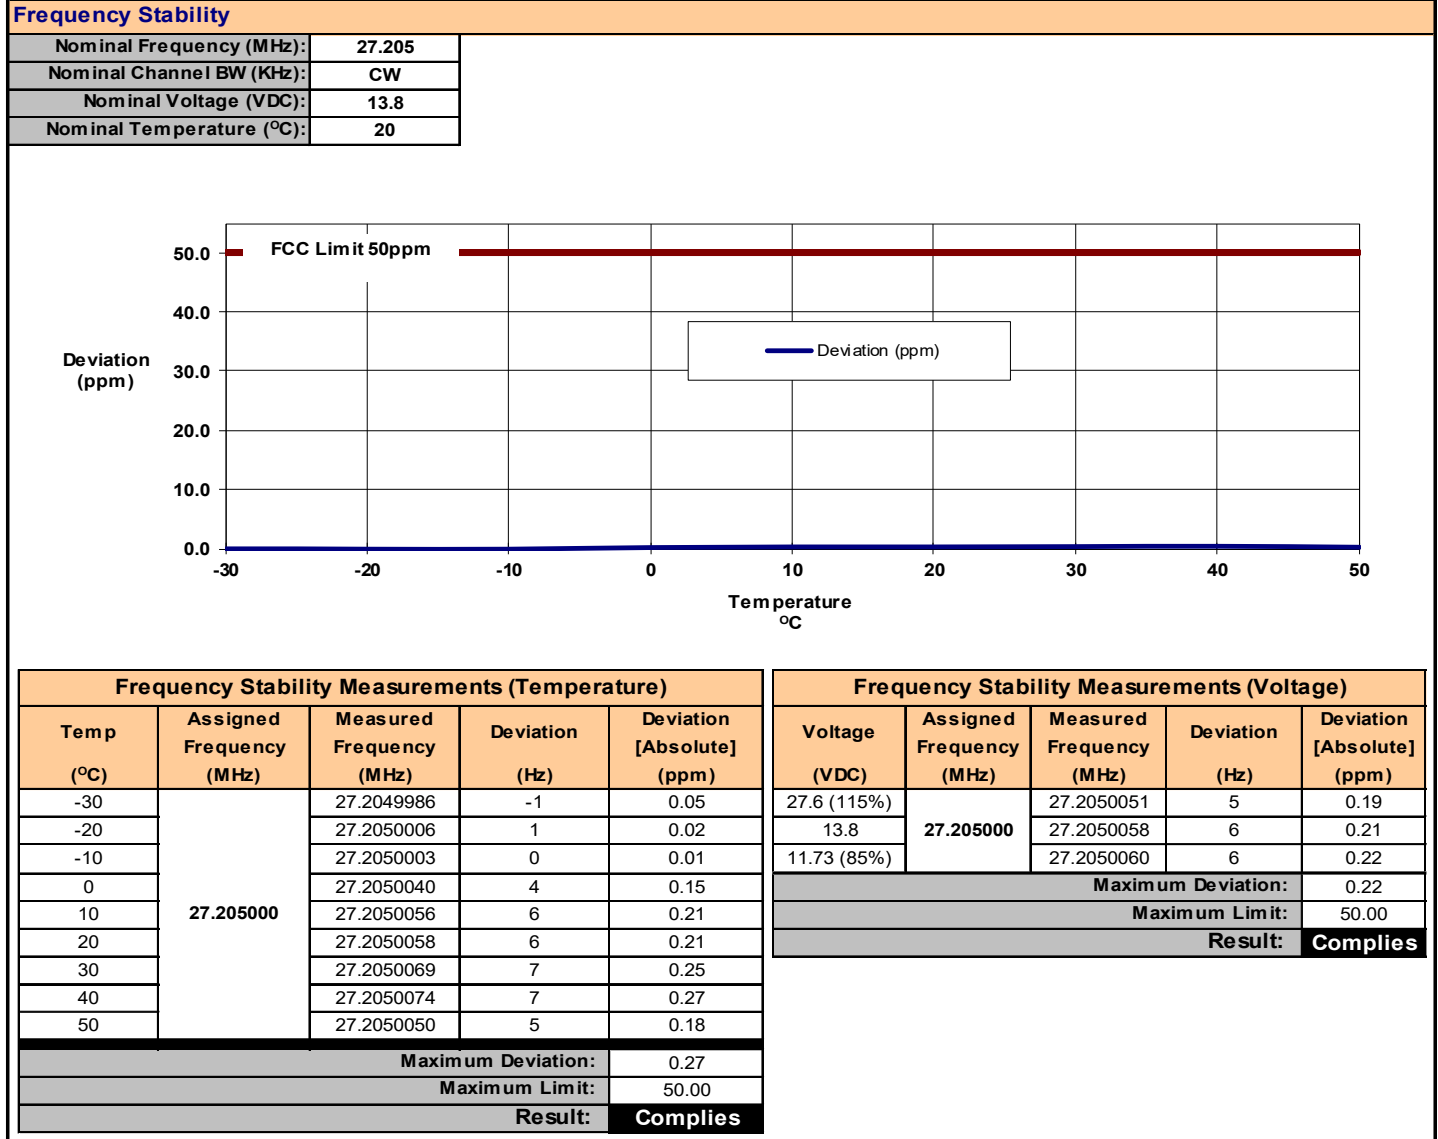 Frequency Stability
Nominal Frequency (MHz): 27.205
Nominal Channel BW (KHz): CW
Nominal Voltage (VDC): 13.8
Nominal Temperature (ºC): 20
FCC Limit 50ppm
50.0
40.0
30.0
20.0
10.0
0.0
Deviation
(ppm)
Deviation (ppm)
-30 -20 -10 0 10 20 30 40 50
Temperature
ºC
Frequency Stability Measurements (Temperature)
Temp Assigned Measured Deviation Deviation
Frequency Frequency [Absolute]
(ºC) (MHz) (MHz) (Hz) (ppm)
-30 27.2049986 -1 0.05
-20 27.2050006 1 0.02
-10 27.2050003 0 0.01
0 27.2050040 4 0.15
10 27.205000 27.2050056 6 0.21
20 27.2050058 6 0.21
30 27.2050069 7 0.25
40 27.2050074 7 0.27
50 27.2050050 5 0.18
Maximum Deviation: 0.27
Maximum Limit: 50.00
Result: Complies
Frequency Stability Measurements (Voltage)
Voltage Assigned Measured Deviation Deviation
Frequency Frequency [Absolute]
(VDC) (MHz) (MHz) (Hz) (ppm)
27.6 (115%) 27.2050051 5 0.19
13.8 27.205000 27.2050058 6 0.21
11.73 (85%) 27.2050060 6 0.22
Maximum Deviation: 0.22
Maximum Limit: 50.00
Result: Complies